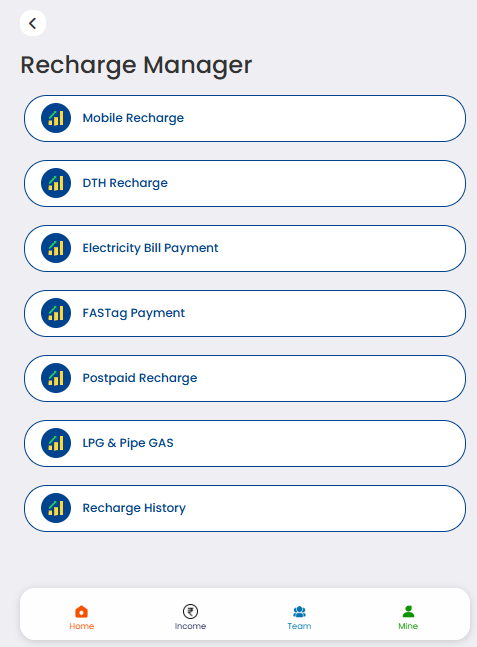 Recharge Manager
Mobile Recharge
DTH Recharge
Electricity Bill Payment
FASTag Payment
Postpaid Recharge
LPG & Pipe GAS
Recharge History
Home Income Team Mine